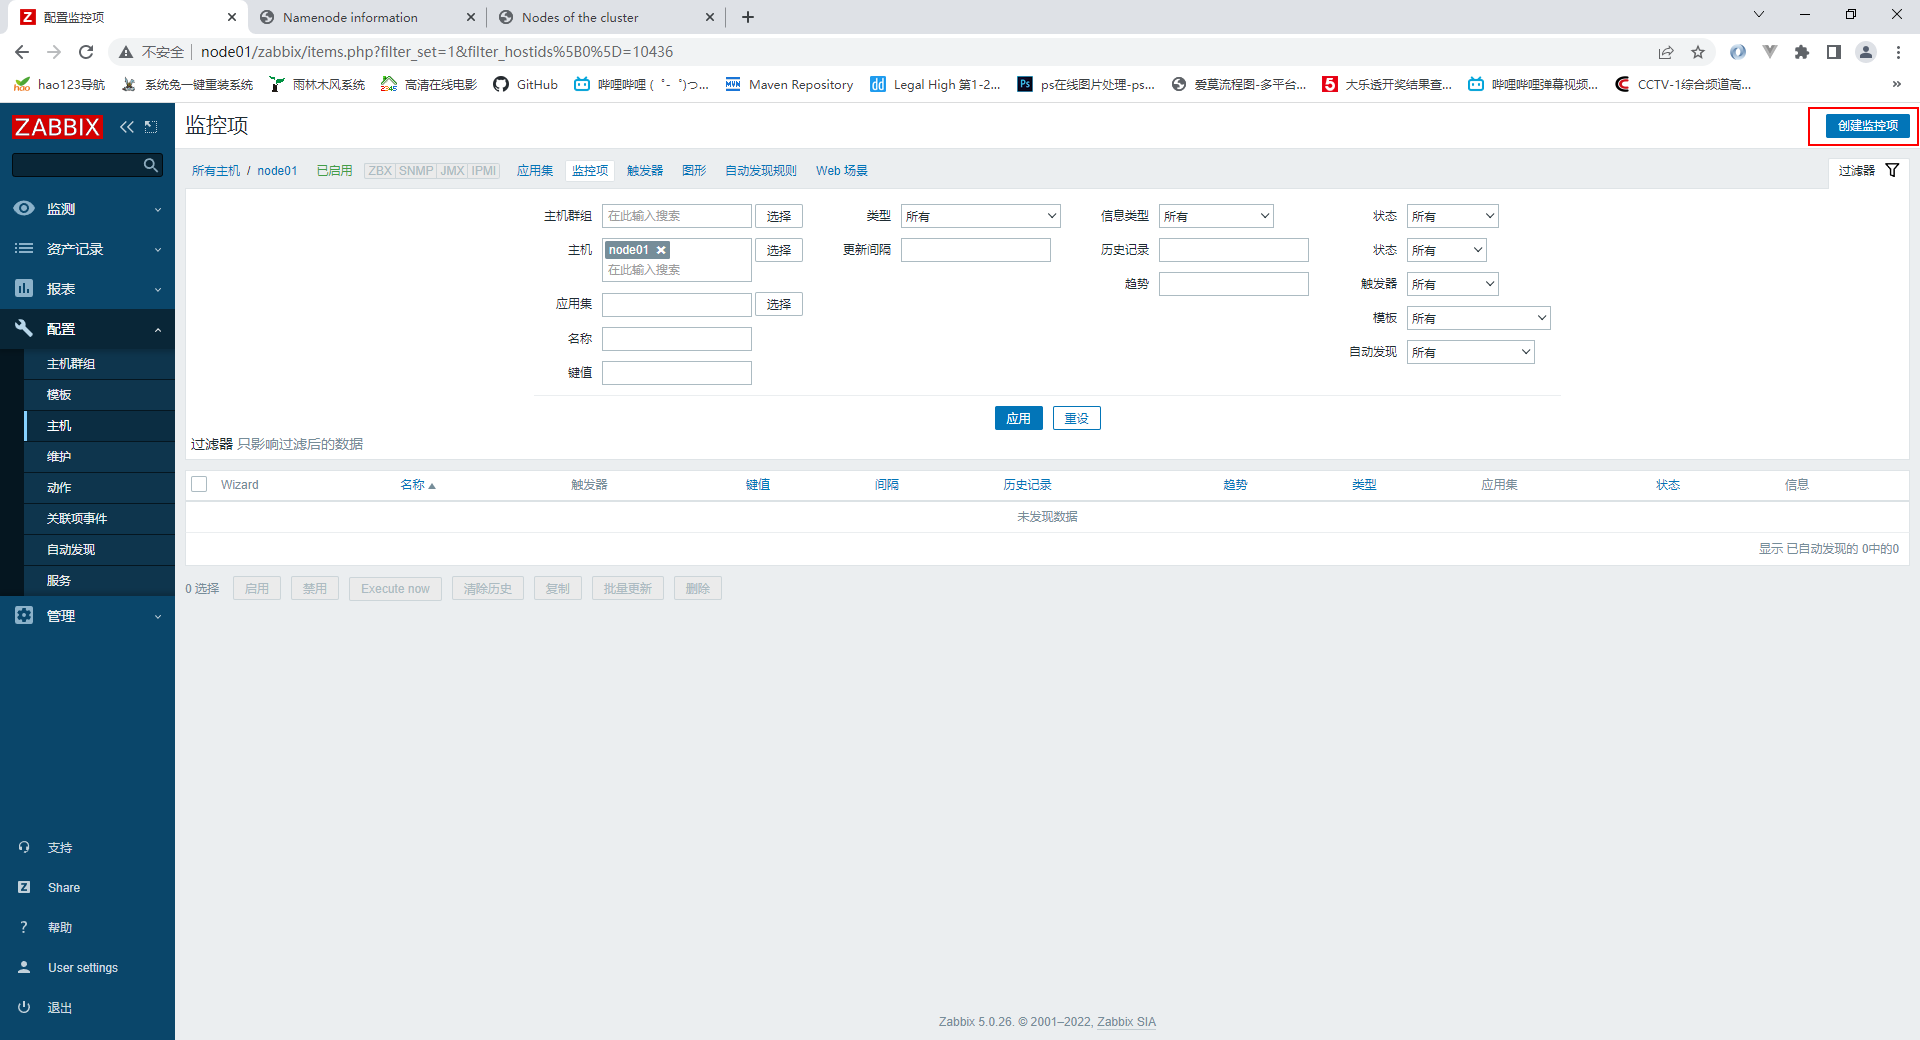 配置监控项
Namenode information
Nodes of the cluster
不安全
node01/zabbix/items.php?filter_set=1&filter_hostids%5B0%5D=10436
hao123导航
系统兔一键重装系统
雨林木风系统
高清在线电影
GitHub
哔哩哔哩 ( ゜- ゜)つ...
Maven Repository
Legal High 第1-2...
ps在线图片处理-ps...
爱莫流程图-多平台...
大乐透开奖结果查...
哔哩哔哩弹幕视频...
CCTV-1综合频道高...
»
ZABBIX
监控项
创建监控项
所有主机 / node01 已启用 ZBX SNMP JMX IPMI 应用集 监控项 触发器 图形 自动发现规则 Web 场景
过滤器
监测
资产记录
报表
配置
主机群组
模板
主机
维护
动作
关联项事件
自动发现
服务
管理
支持
Share
帮助
User settings
退出
主机群组 在此输入搜索 选择
主机 node01 在此输入搜索 选择
应用集 选择
名称
键值
类型 所有
更新间隔
信息类型 所有
历史记录
趋势
状态 所有
状态 所有
触发器 所有
模板 所有
自动发现 所有
应用 重设
过滤器 只影响过滤后的数据
Wizard 名称 触发器 键值 间隔 历史记录 趋势 类型 应用集 状态 信息
未发现数据
显示 已自动发现的 0中的0
0 选择 启用 禁用 Execute now 清除历史 复制 批量更新 删除
Zabbix 5.0.26. © 2001–2022, Zabbix SIA